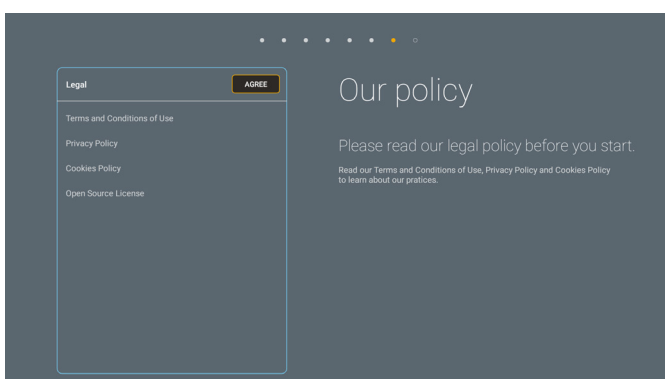 Legal
AGREE
Terms and Conditions of Use
Privacy Policy
Cookies Policy
Open Source License
Our policy
Please read our legal policy before you start.
Read our Terms and Conditions of Use, Privacy Policy and Cookies Policy
to learn about our pratices.